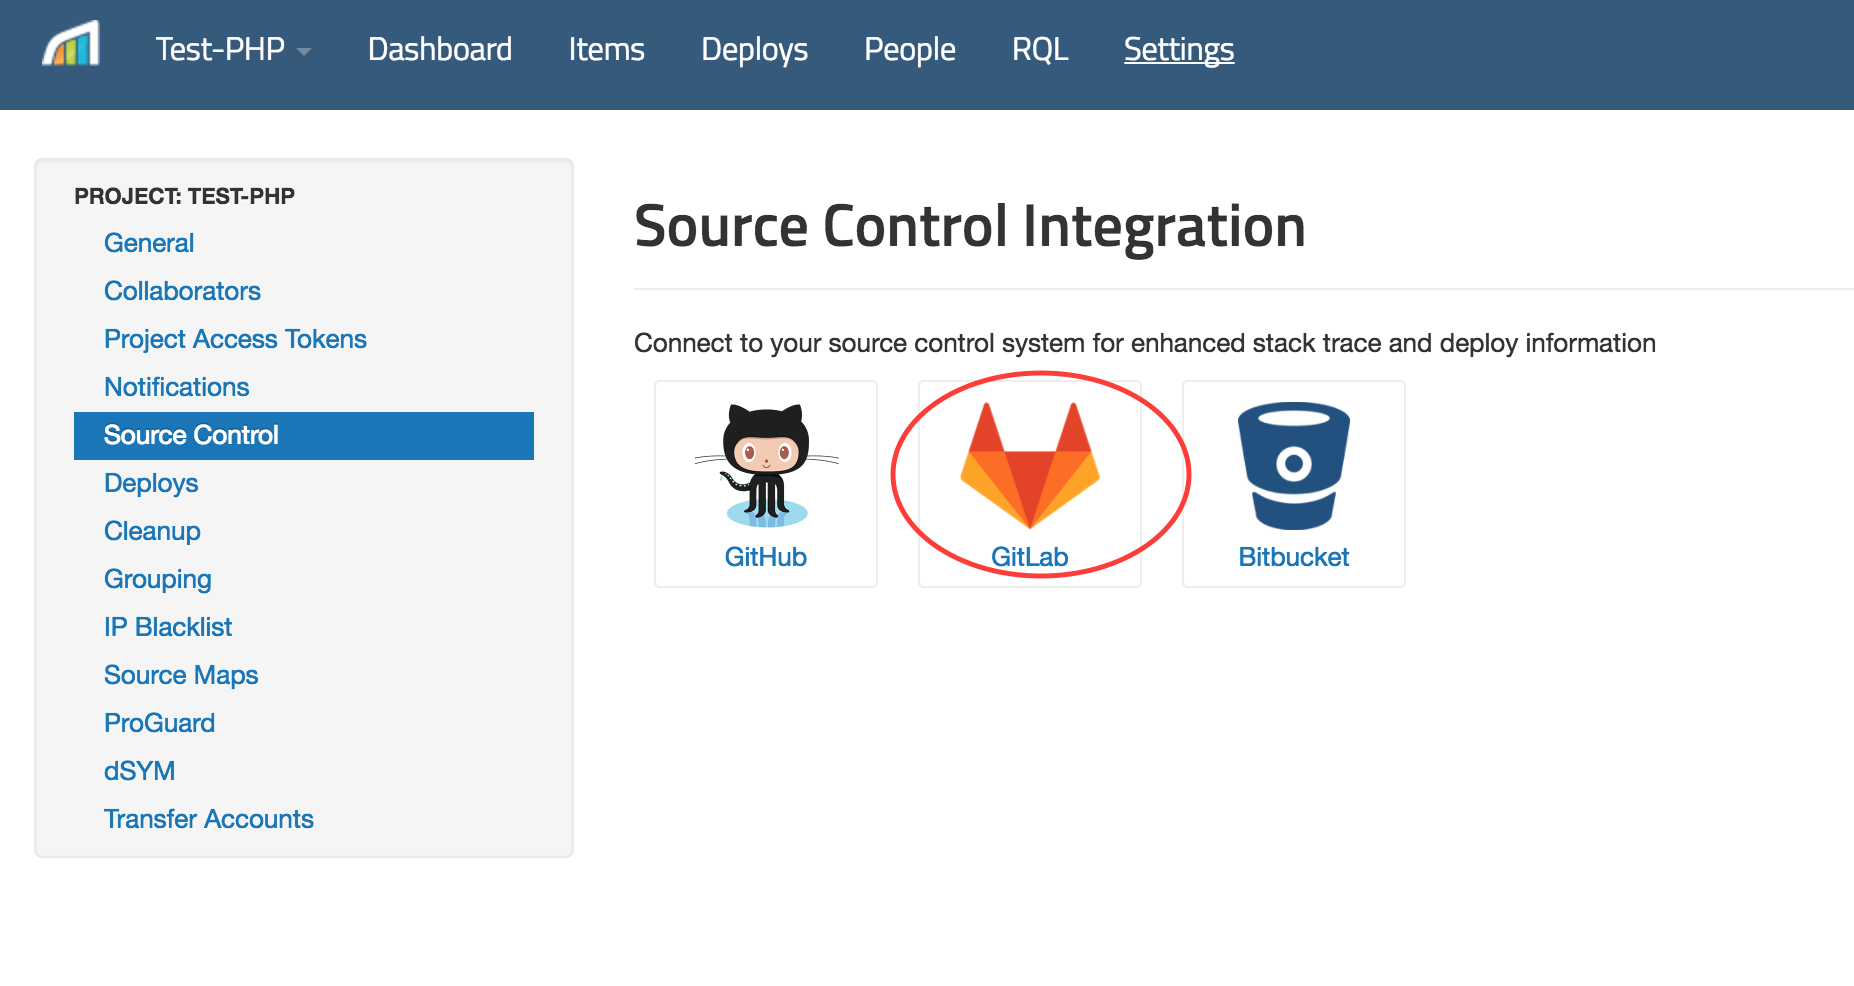 Test-PHP Dashboard Items Deploys People RQL Settings
PROJECT: TEST-PHP
General
Collaborators
Project Access Tokens
Notifications
Source Control
Deploys
Cleanup
Grouping
IP Blacklist
Source Maps
ProGuard
dSYM
Transfer Accounts
Source Control Integration
Connect to your source control system for enhanced stack trace and deploy information
GitHub
GitLab
Bitbucket